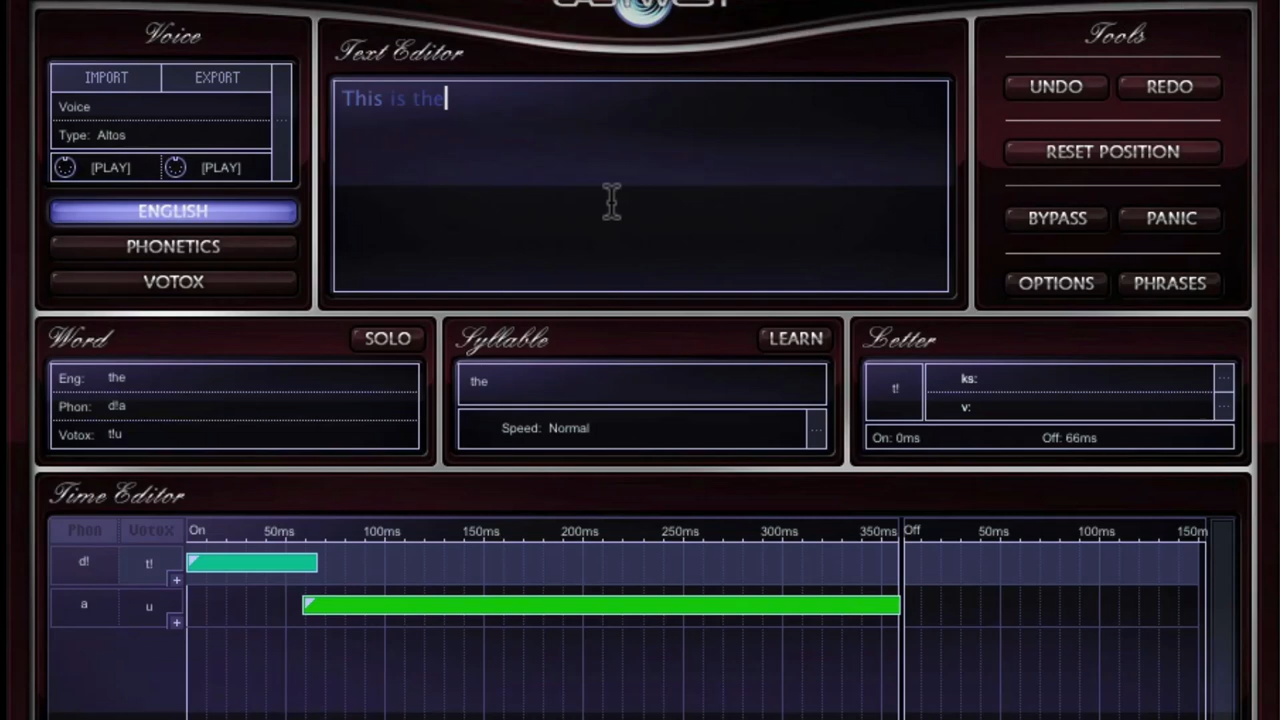 EASTWEST
Voice
IMPORT EXPORT
Voice
Type: Altos
[PLAY] [PLAY]
ENGLISH
PHONETICS
VOTOX
Text Editor
This is the
Tools
UNDO REDO
RESET POSITION
BYPASS PANIC
OPTIONS PHRASES
Word SOLO
Eng: the
Phon: d!a
Votox: t!u
Syllable LEARN
the
Speed: Normal ...
Letter
t! ks: ...
v: ...
On: 0ms Off: 66ms
Time Editor
Phon Votox On 50ms 100ms 150ms 200ms 250ms 300ms 350ms Off 50ms 100ms 150m
d! t! +
a u +